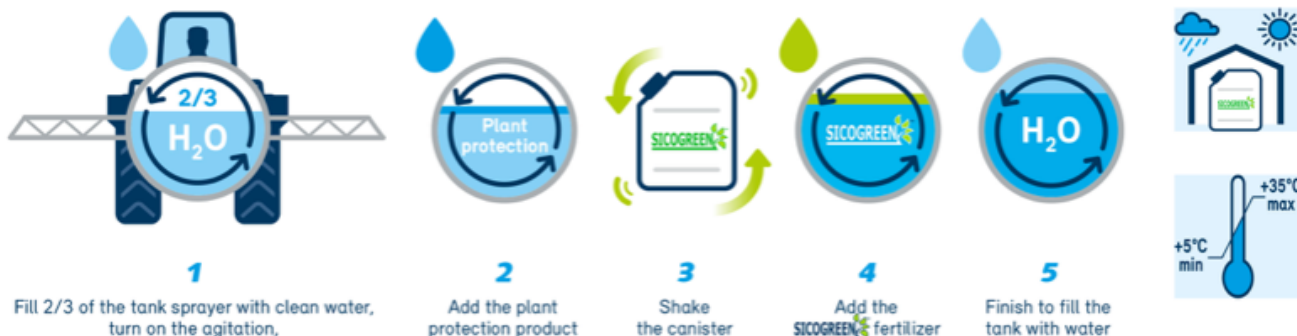 2/3
H₂O
1
Fill 2/3 of the tank sprayer with clean water,
turn on the agitation,
Plant
protection
2
Add the plant
protection product
SICOGREEN
3
Shake
the canister
SICOGREEN
4
Add the
SICOGREEN fertilizer
H₂O
5
Finish to fill the
tank with water
SICOGREEN
+35°C
max
+5°C
min